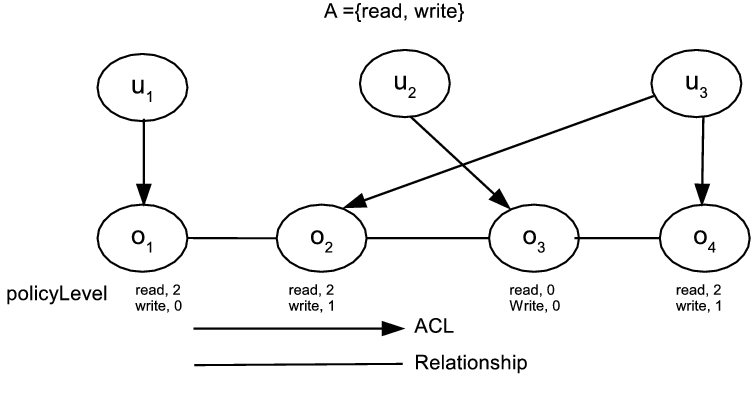 A ={read, write}
u1
u2
u3
o1
o2
o3
o4
policyLevel
read, 2
write, 0
read, 2
write, 1
read, 0
Write, 0
read, 2
write, 1
ACL
Relationship